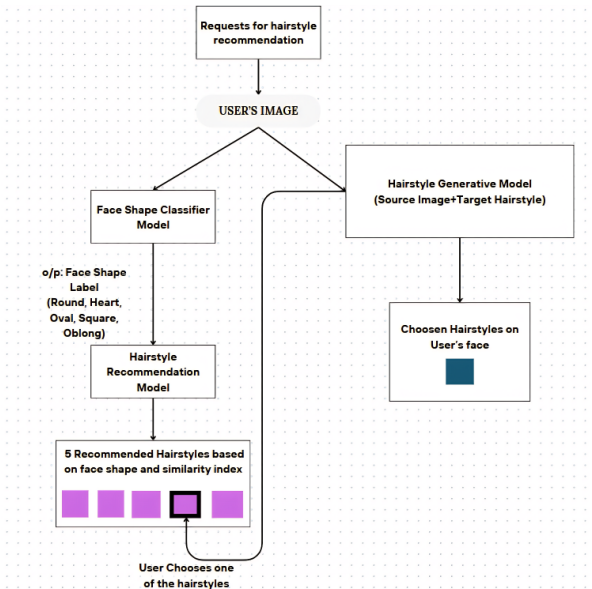 Requests for hairstyle
recommendation
USER'S IMAGE
Hairstyle Generative Model
(Source Image+Target Hairstyle)
Face Shape Classifier
Model
o/p: Face Shape
Label
(Round, Heart,
Oval, Square,
Oblong)
Choosen Hairstyles on
User's face
Hairstyle
Recommendation
Model
5 Recommended Hairstyles based
on face shape and similarity index
User Chooses one
of the hairstyles